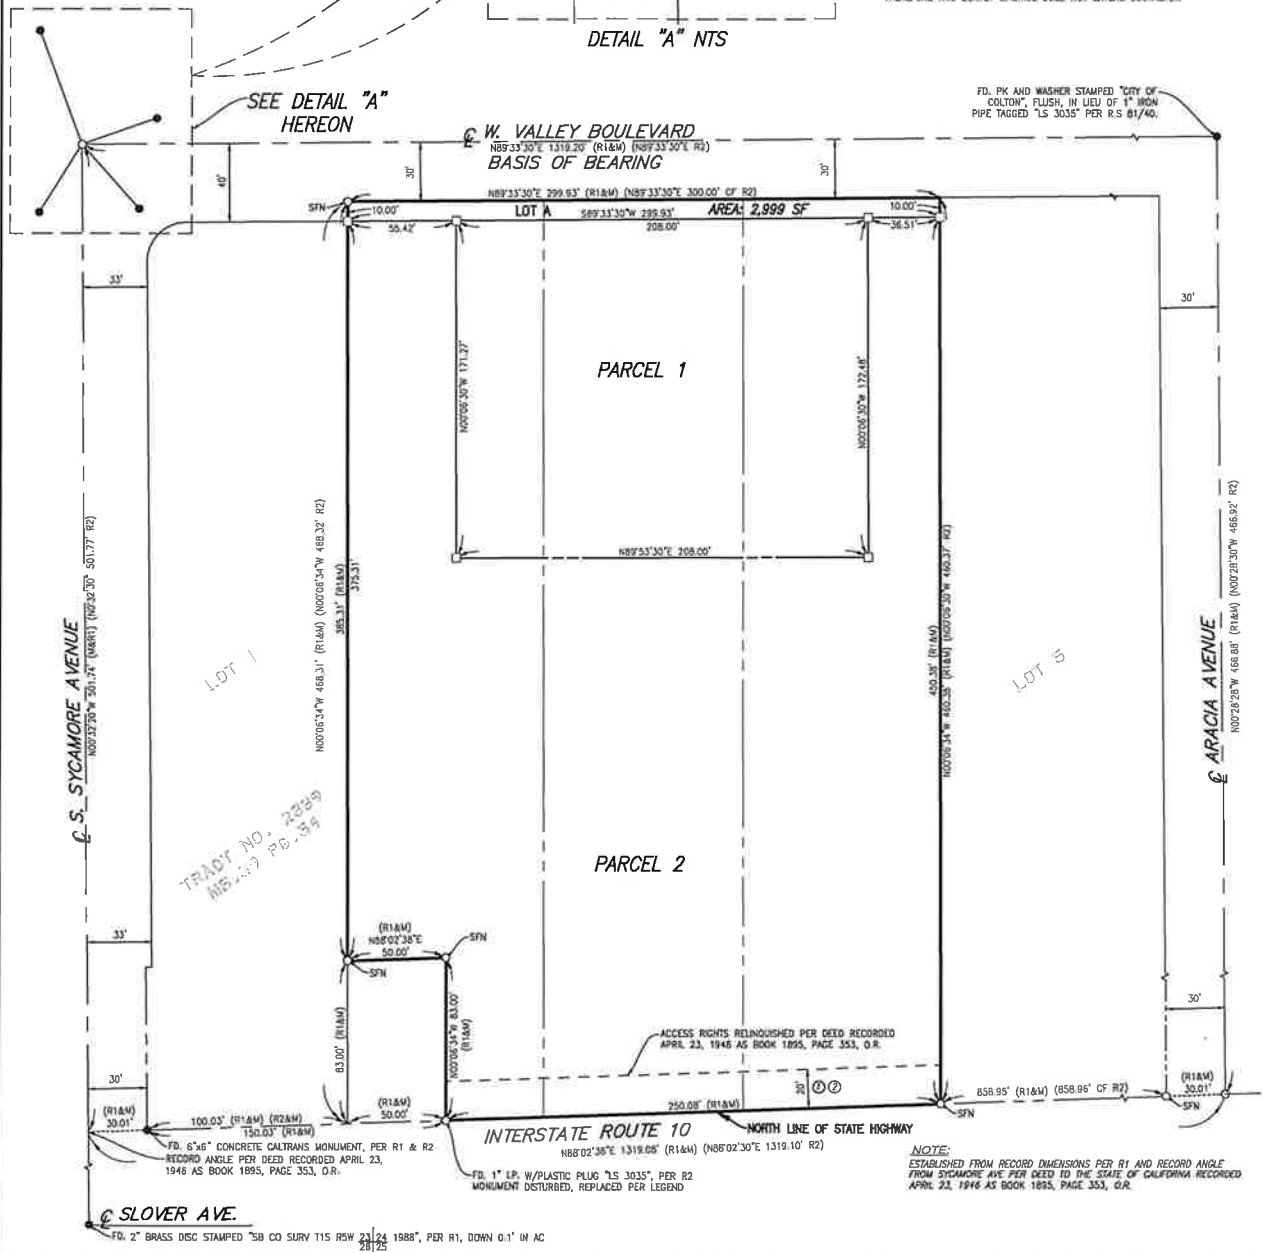 DETAIL "A" NTS
SEE DETAIL "A"
HEREON
FD. PK AND WASHER STAMPED "CITY OF
COLTON", FLUSH, IN LIEU OF 1" IRON
PIPE TAGGED "LS 3035" PER R.S 81/40.
W. VALLEY BOULEVARD
N89°33'30"E 1319.20' (R1&M) (N89°33'30"E R2)
BASIS OF BEARING
40'
30'
30'
N89°33'30"E 299.93' (R1&M) (N89°33'30"E 300.00' CF R2)
SFN
10.00'
LOT A
S89°33'30"W 299.93'
AREA: 2,999 SF
10.00'
55.42'
208.00'
36.51'
33'
30'
N00°06'30"W 171.27'
PARCEL 1
N00°06'30"W 172.48'
N89°53'30"E 208.00'
S. SYCAMORE AVENUE
N00°32'20"W 501.74' (M&R1) (N0°32'30" 501.77' R2)
LOT 1
N00°06'34"W 468.31' (R1&M) (N00°06'34"W 468.32' R2)
385.31' (R1&M)
375.31'
450.38' (R1&M)
N00°06'34"W 460.38' (R1&M) (N00°06'30"W 460.37' R2)
LOT 5
ARACIA AVENUE
N00°28'28"W 466.88' (R1&M) (N00°28'30"W 466.92' R2)
TRACT NO. 2889
PARCEL 2
33'
(R1&M)
N88°02'38"E
50.00'
SFN
SFN
83.00' (R1&M)
N00°06'34"W 83.00'
(R1&M)
ACCESS RIGHTS RELINQUISHED PER DEED RECORDED
APRIL 23, 1946 AS BOOK 1895, PAGE 353, O.R.
30'
30'
20'
① ②
(R1&M)
30.01'
100.03' (R1&M) (R2&M)
150.03' (R1&M)
(R1&M)
50.00'
250.08' (R1&M)
858.95' (R1&M) (858.96' CF R2)
(R1&M)
30.01'
SFN
SFN
NORTH LINE OF STATE HIGHWAY
INTERSTATE ROUTE 10
N88°02'38"E 1319.08' (R1&M) (N88°02'30"E 1319.10' R2)
FD. 6"x6" CONCRETE CALTRANS MONUMENT, PER R1 & R2
RECORD ANGLE PER DEED RECORDED APRIL 23,
1946 AS BOOK 1895, PAGE 353, O.R.
FD. 1" I.P. W/PLASTIC PLUG "LS 3035", PER R2
MONUMENT DISTURBED, REPLACED PER LEGEND
NOTE:
ESTABLISHED FROM RECORD DIMENSIONS PER R1 AND RECORD ANGLE
FROM SYCAMORE AVE PER DEED TO THE STATE OF CALIFORNIA RECORDED
APRIL 23, 1946 AS BOOK 1895, PAGE 353, O.R.
SLOVER AVE.
FD. 2" BRASS DISC STAMPED "SB CO SURV T1S R5W 23|24 1988", PER R1, DOWN 0.1' IN AC
26|25